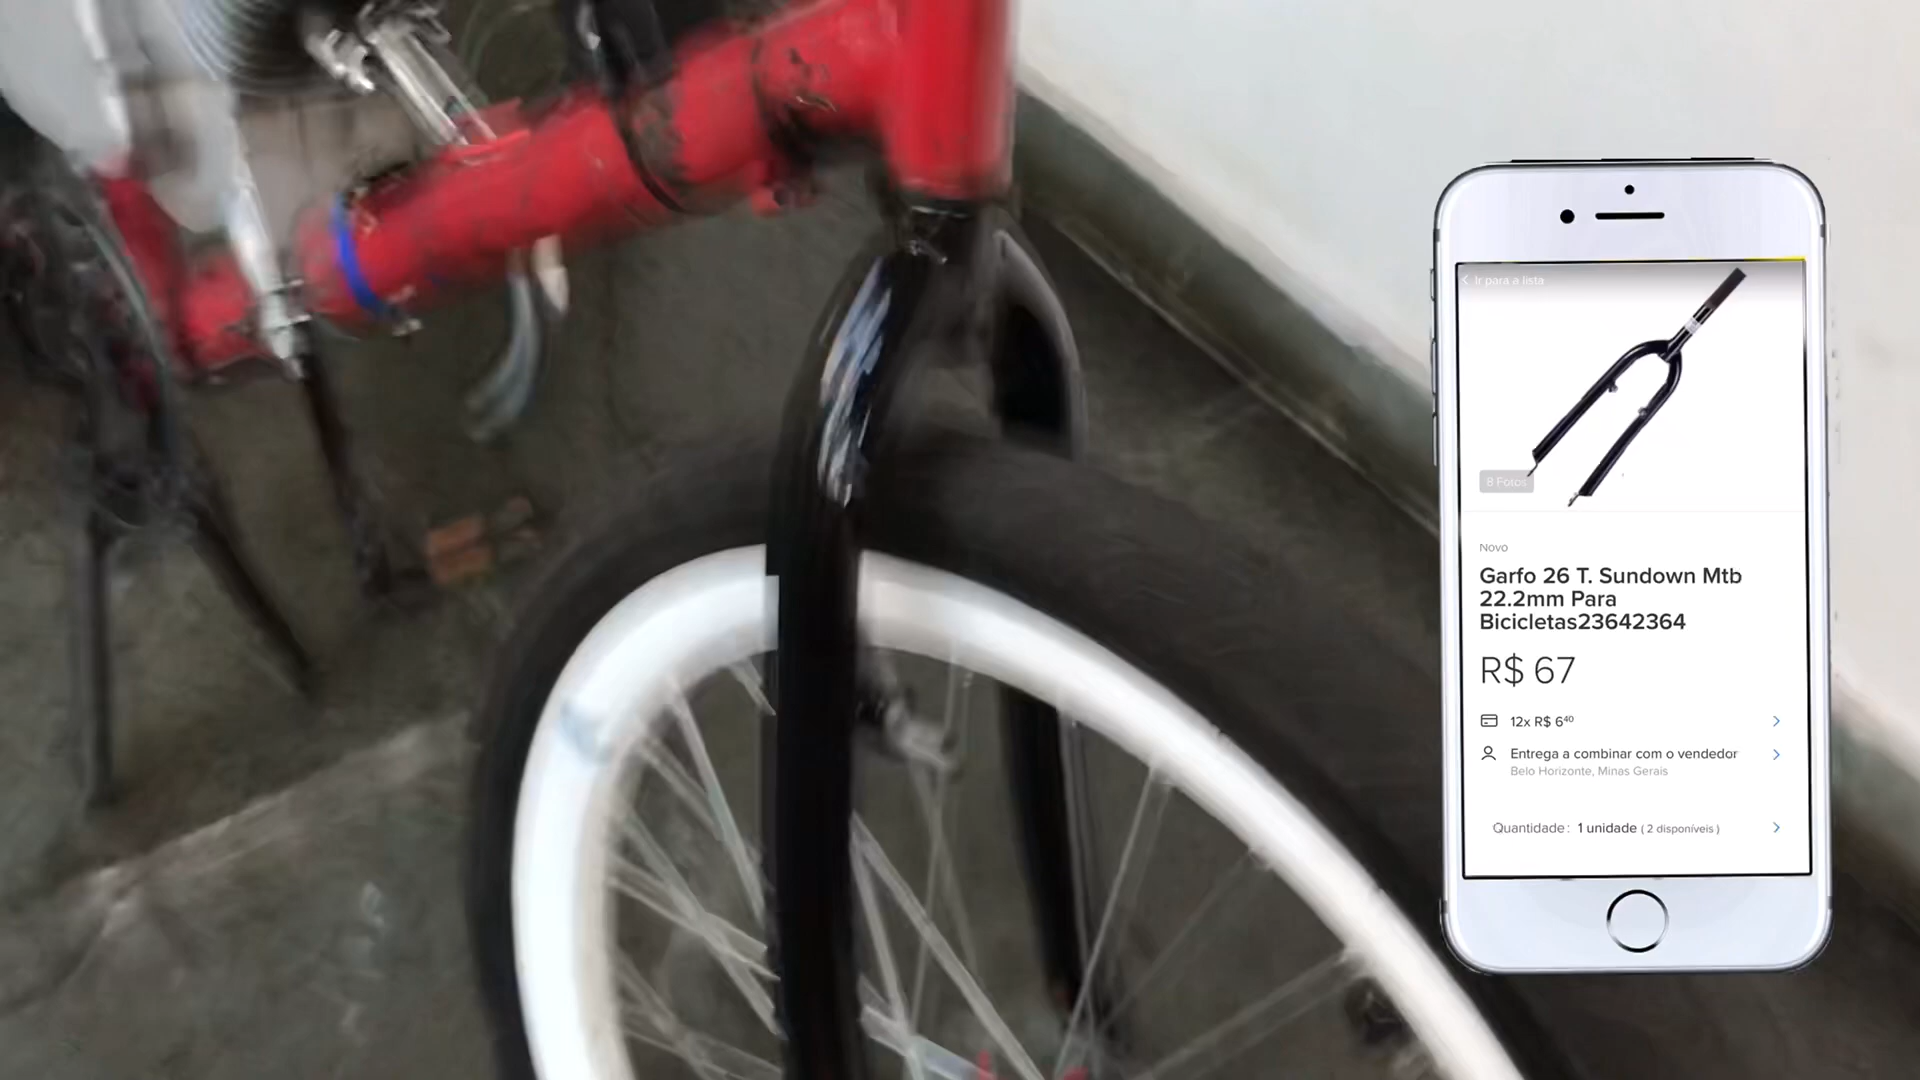 Ir para a lista
8 Fotos
Novo
Garfo 26 T. Sundown Mtb
22.2mm Para
Bicicletas23642364
R$ 67
12x R$ 6⁴⁰
Entrega a combinar com o vendedor
Belo Horizonte, Minas Gerais
Quantidade: 1 unidade ( 2 disponíveis )